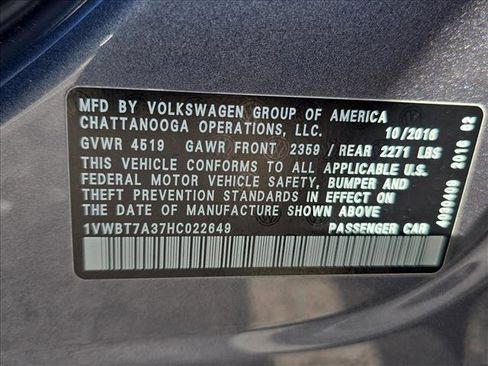 MFD BY VOLKSWAGEN GROUP OF AMERICA
CHATTANOOGA OPERATIONS, LLC. 10/2016
GVWR 4519 GAWR FRONT 2359 / REAR 2271 LBS
THIS VEHICLE CONFORMS TO ALL APPLICABLE U.S.
FEDERAL MOTOR VEHICLE SAFETY, BUMPER AND
THEFT PREVENTION STANDARDS IN EFFECT ON
THE DATE OF MANUFACTURE SHOWN ABOVE
1VWBT7A37HC022649 PASSENGER CAR
2016 02